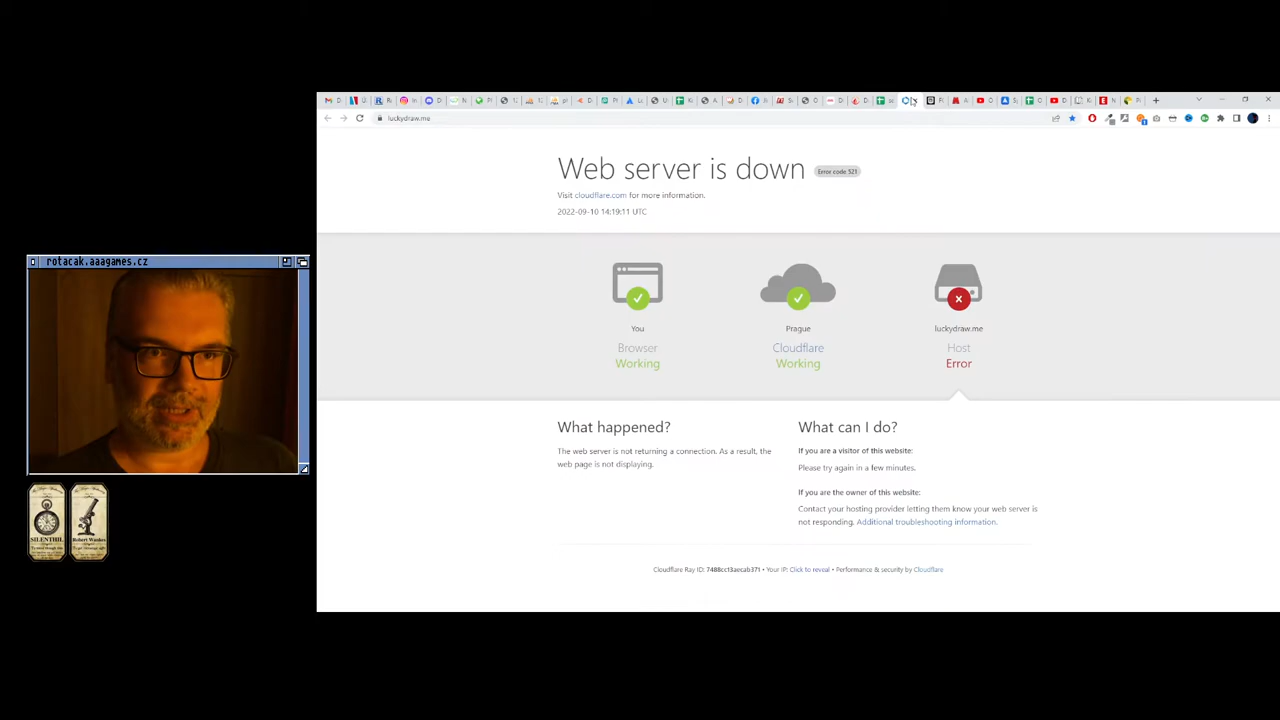 luckydraw.me
Web server is down
Error code 521
Visit cloudflare.com for more information.
2022-09-10 14:19:11 UTC
rotacak.aaagames.cz
You
Browser
Working
Prague
Cloudflare
Working
luckydraw.me
Host
Error
What happened?
The web server is not returning a connection. As a result, the
web page is not displaying.
What can I do?
If you are a visitor of this website:
Please try again in a few minutes.
If you are the owner of this website:
Contact your hosting provider letting them know your web server is
not responding. Additional troubleshooting information.
SILENTHILL
Robert Wankes
Cloudflare Ray ID: 7488cc13aecab371 • Your IP: Click to reveal • Performance & security by Cloudflare